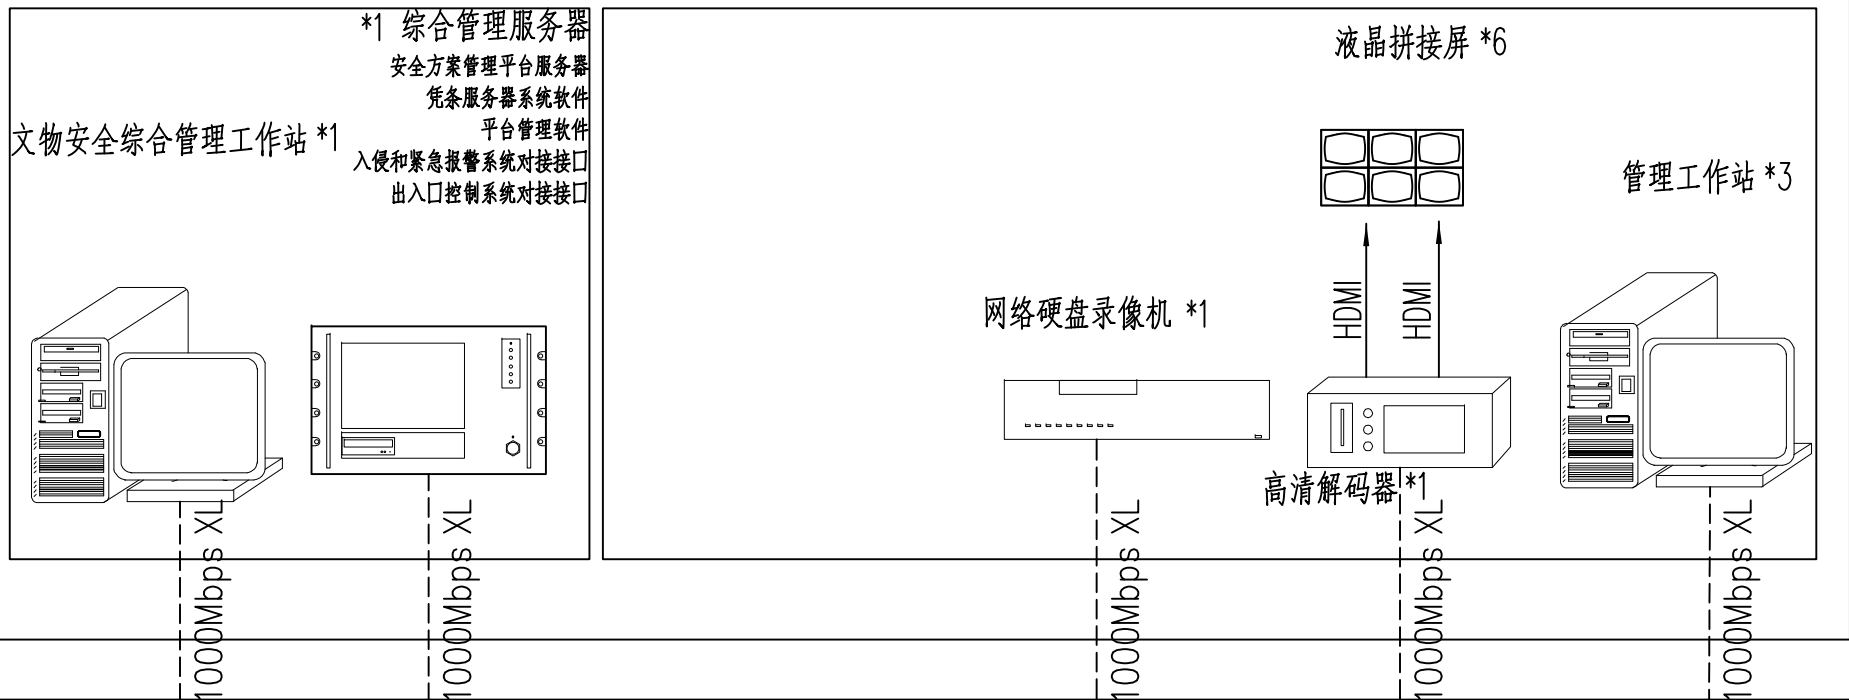 *1 综合管理服务器
安全方案管理平台服务器
凭条服务器系统软件
平台管理软件
入侵和紧急报警系统对接接口
出入口控制系统对接接口
文物安全综合管理工作站 *1
液晶拼接屏 *6
管理工作站 *3
网络硬盘录像机 *1
HDMI
HDMI
高清解码器 *1
1000Mbps XL
1000Mbps XL
1000Mbps XL
1000Mbps XL
1000Mbps XL